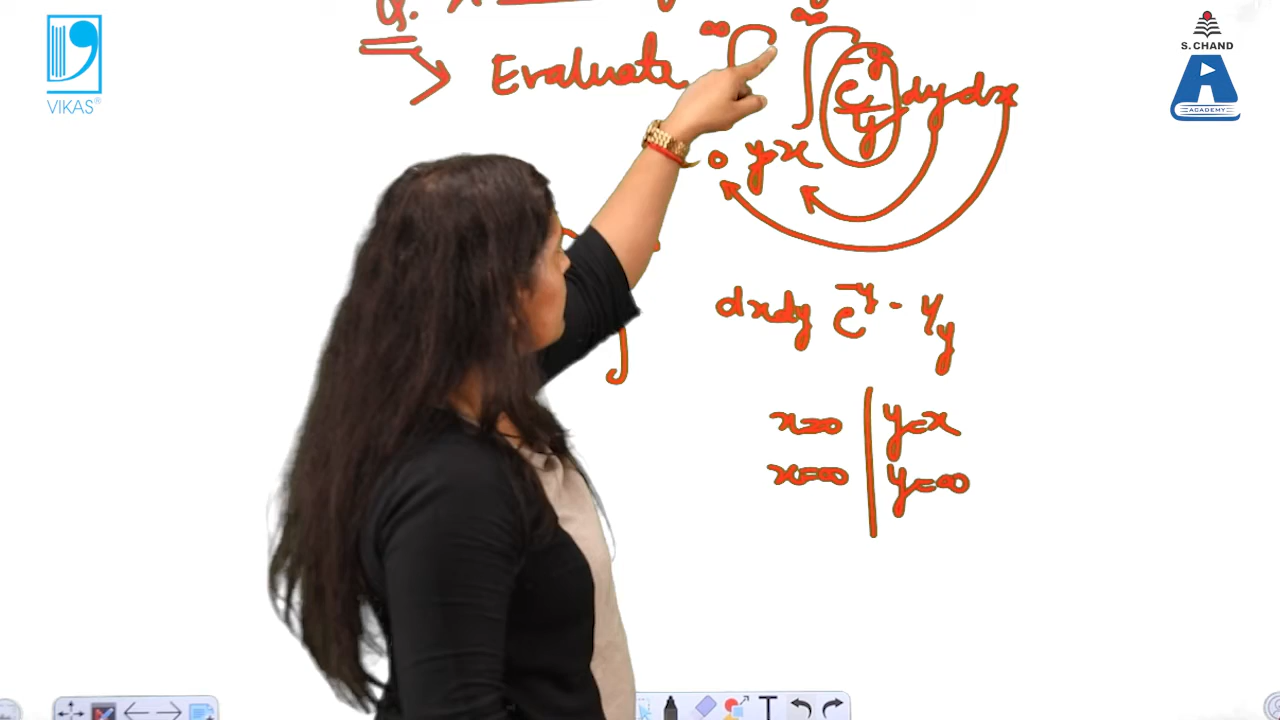 Q.
VIKAS®
S. CHAND
ACADEMY
Evaluate ∫₀^∞ ∫_{y=x}^∞ e^{-y}/y dy dx
dxdy e^{-y} · 1/y
x=0 | y=x
x=∞ | y=∞
T